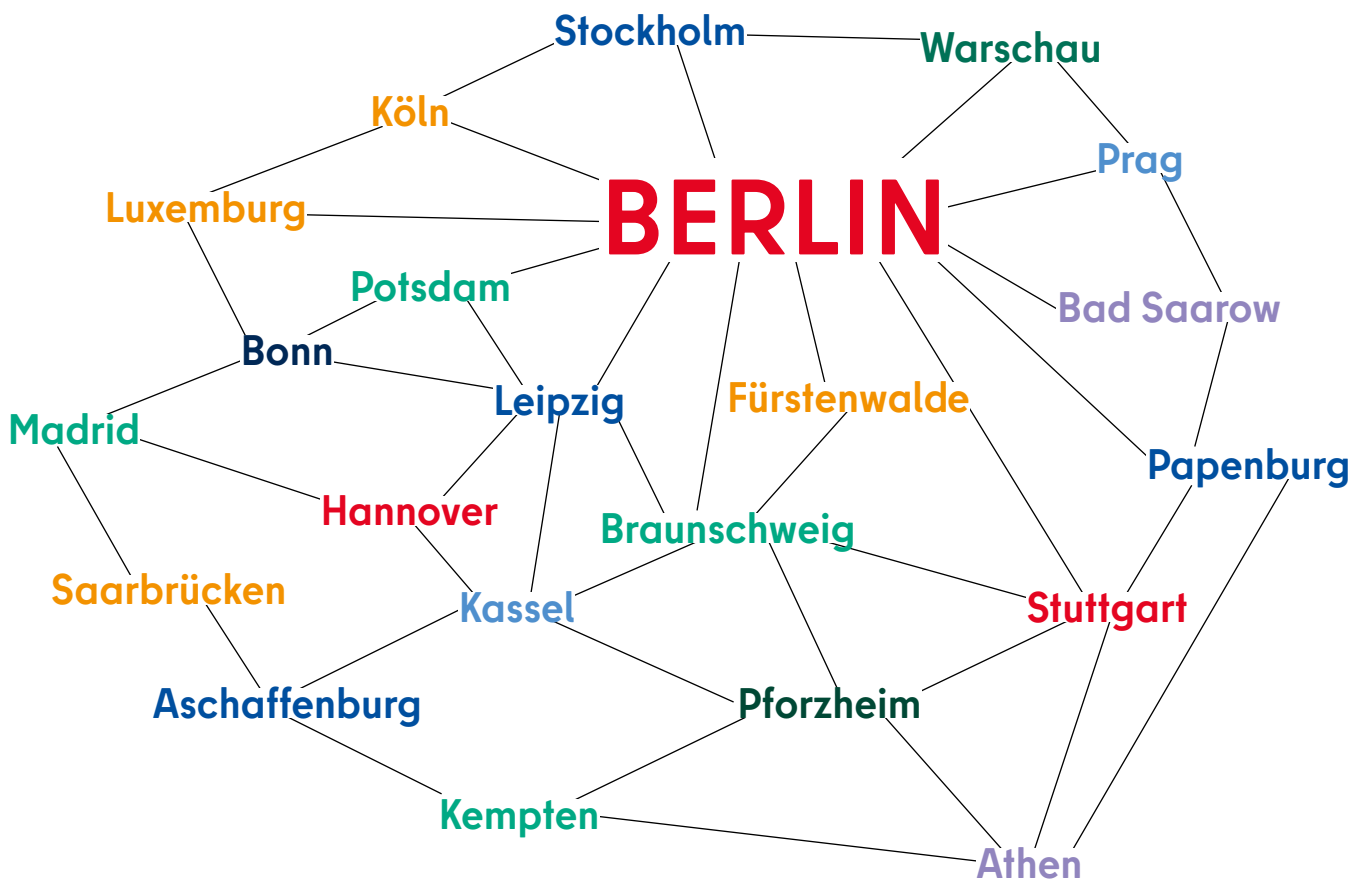 Stockholm
Warschau
Köln
Prag
Luxemburg
BERLIN
Potsdam
Bad Saarow
Bonn
Leipzig
Fürstenwalde
Madrid
Papenburg
Hannover
Braunschweig
Saarbrücken
Kassel
Stuttgart
Aschaffenburg
Pforzheim
Kempten
Athen